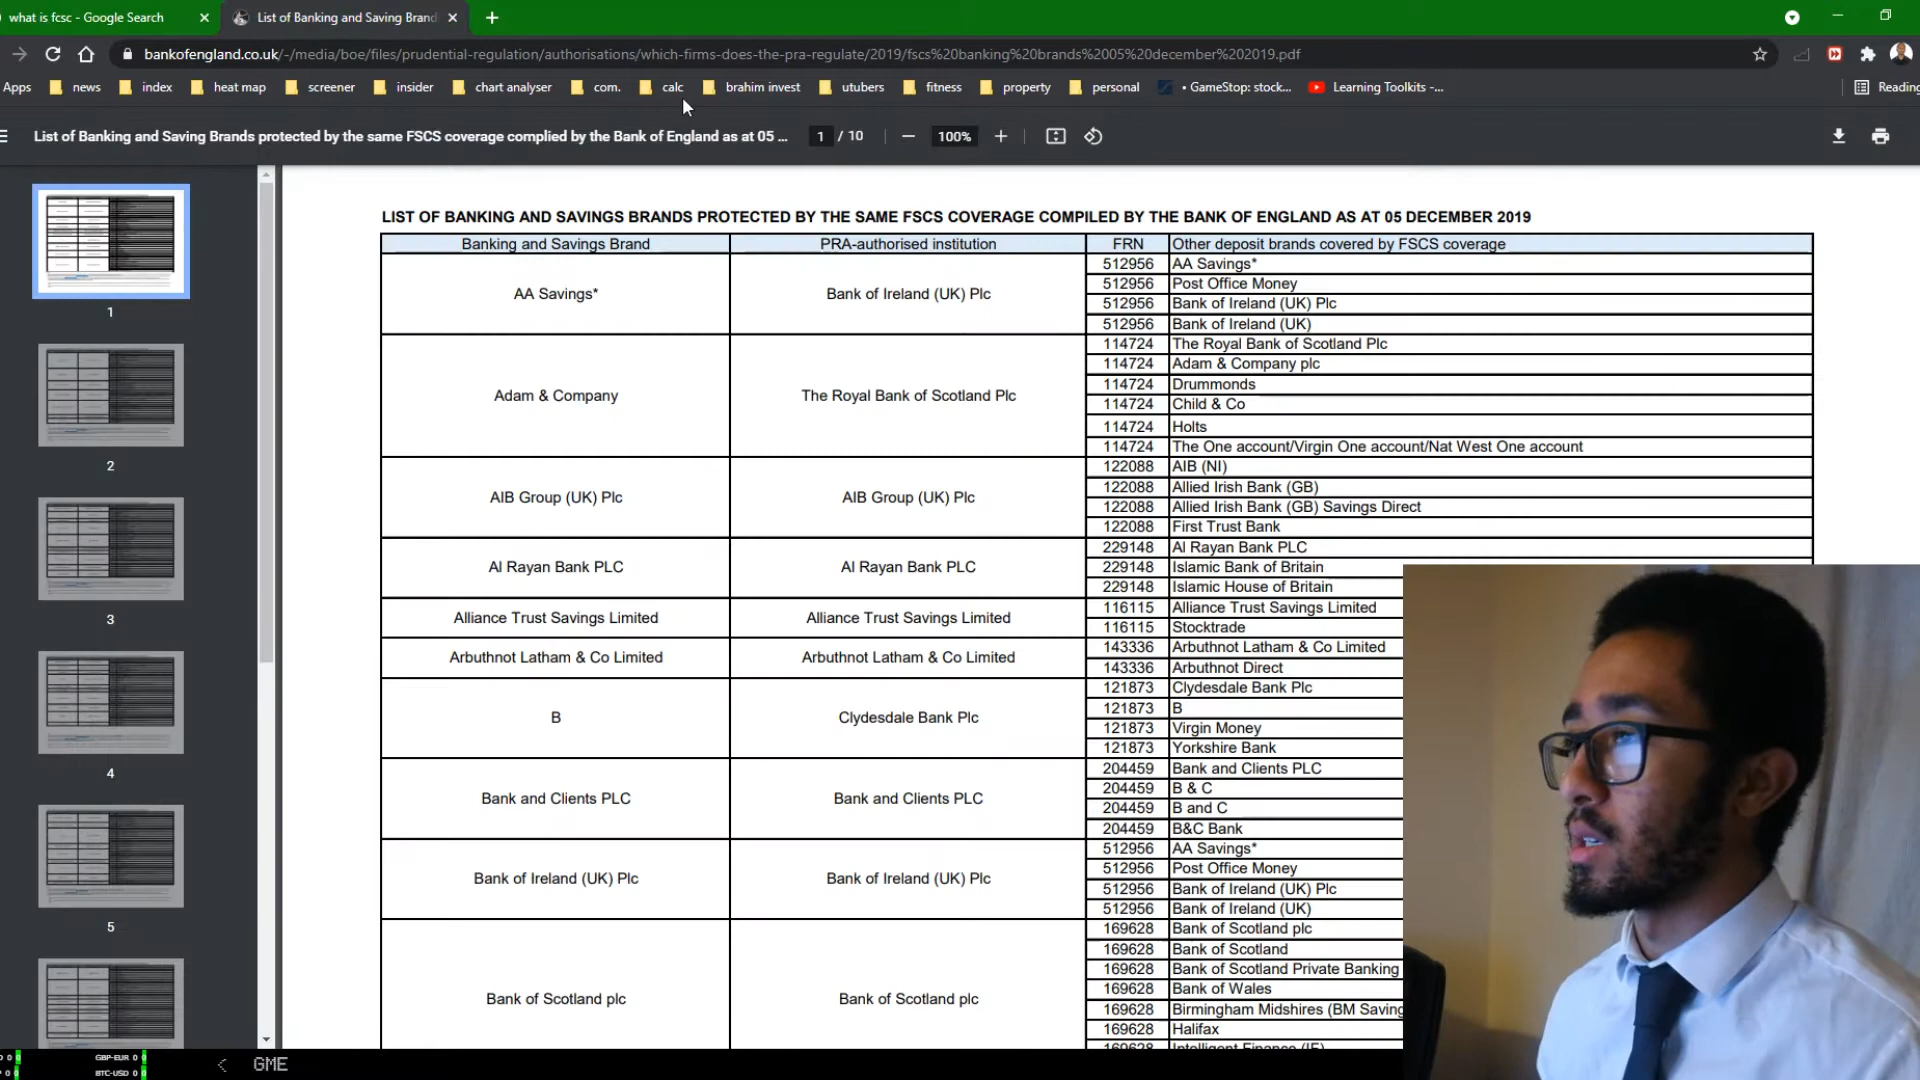 what is fcsc - Google Search
List of Banking and Saving Brand
bankofengland.co.uk/-/media/boe/files/prudential-regulation/authorisations/which-firms-does-the-pra-regulate/2019/fscs%20banking%20brands%2005%20december%202019.pdf
Apps news index heat map screener insider chart analyser com. calc brahim invest utubers fitness property personal • GameStop: stock... Learning Toolkits -... Reading
List of Banking and Saving Brands protected by the same FSCS coverage complied by the Bank of England as at 05 ... 1 / 10 — 100% +
1
2
3
4
5
LIST OF BANKING AND SAVINGS BRANDS PROTECTED BY THE SAME FSCS COVERAGE COMPILED BY THE BANK OF ENGLAND AS AT 05 DECEMBER 2019
Banking and Savings Brand PRA-authorised institution FRN Other deposit brands covered by FSCS coverage
AA Savings* Bank of Ireland (UK) Plc
512956 AA Savings*
512956 Post Office Money
512956 Bank of Ireland (UK) Plc
512956 Bank of Ireland (UK)
Adam & Company The Royal Bank of Scotland Plc
114724 The Royal Bank of Scotland Plc
114724 Adam & Company plc
114724 Drummonds
114724 Child & Co
114724 Holts
114724 The One account/Virgin One account/Nat West One account
AIB Group (UK) Plc AIB Group (UK) Plc
122088 AIB (NI)
122088 Allied Irish Bank (GB)
122088 Allied Irish Bank (GB) Savings Direct
122088 First Trust Bank
Al Rayan Bank PLC Al Rayan Bank PLC
229148 Al Rayan Bank PLC
229148 Islamic Bank of Britain
229148 Islamic House of Britain
Alliance Trust Savings Limited Alliance Trust Savings Limited
116115 Alliance Trust Savings Limited
116115 Stocktrade
Arbuthnot Latham & Co Limited Arbuthnot Latham & Co Limited
143336 Arbuthnot Latham & Co Limited
143336 Arbuthnot Direct
B Clydesdale Bank Plc
121873 Clydesdale Bank Plc
121873 B
121873 Virgin Money
121873 Yorkshire Bank
Bank and Clients PLC Bank and Clients PLC
204459 Bank and Clients PLC
204459 B & C
204459 B and C
204459 B&C Bank
Bank of Ireland (UK) Plc Bank of Ireland (UK) Plc
512956 AA Savings*
512956 Post Office Money
512956 Bank of Ireland (UK) Plc
512956 Bank of Ireland (UK)
Bank of Scotland plc Bank of Scotland plc
169628 Bank of Scotland plc
169628 Bank of Scotland
169628 Bank of Scotland Private Banking
169628 Bank of Wales
169628 Birmingham Midshires (BM Saving
169628 Halifax
169628 Intelligent Finance (IF)
GBP-EUR 0 0
BTC-USD 0 0
GME